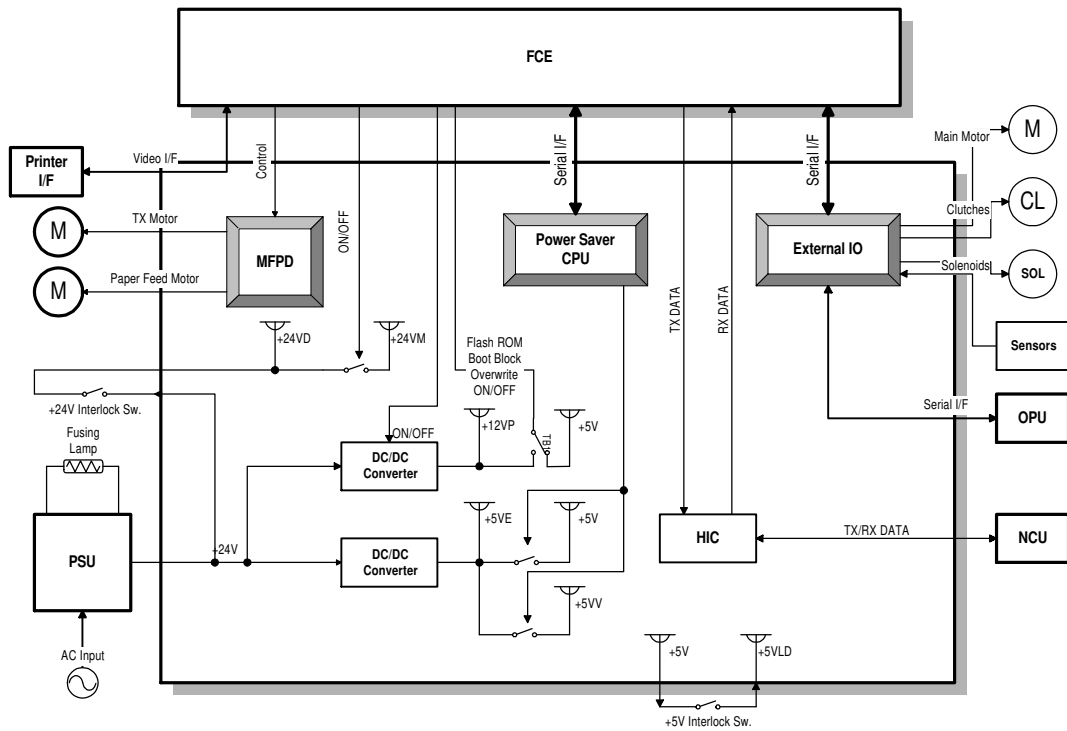 FCE
Main Motor
M
Printer
I/F
Video I/F
Control
ON/OFF
Serial I/F
Serial I/F
Clutches
CL
TX Motor
M
MFPD
Power Saver
CPU
External IO
Solenoids
SOL
Paper Feed Motor
M
TX DATA
RX DATA
+24VD
+24VM
Flash ROM
Boot Block
Overwrite
ON/OFF
Sensors
+24V Interlock Sw.
Serial I/F
OPU
+12VP
TB1
+5V
ON/OFF
Fusing
Lamp
DC/DC
Converter
+5VE
+5V
PSU
+24V
DC/DC
Converter
HIC
TX/RX DATA
NCU
+5VV
AC Input
+5V
+5VLD
+5V Interlock Sw.